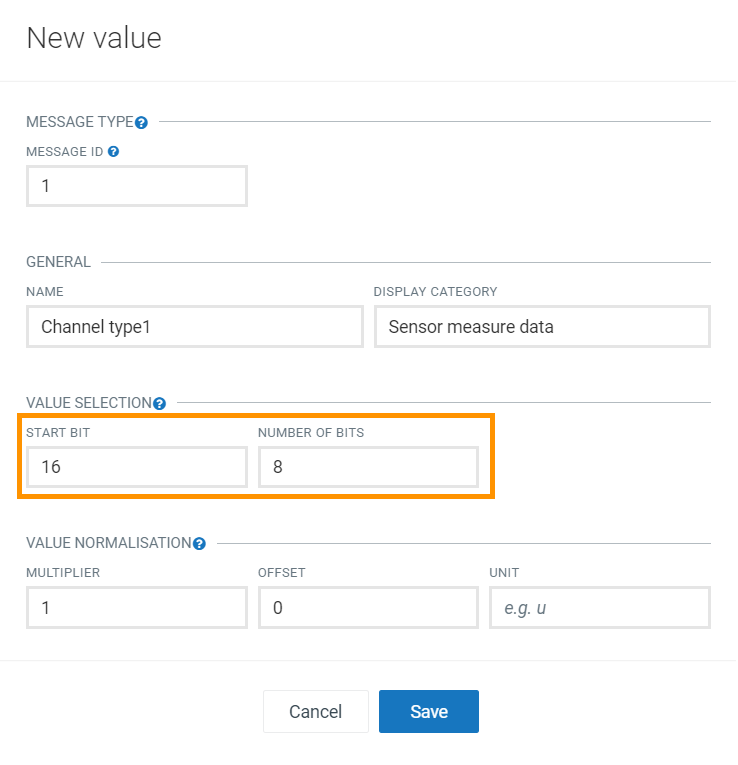 New value
MESSAGE TYPE ?
MESSAGE ID ?
1
GENERAL
NAME DISPLAY CATEGORY
Channel type1 Sensor measure data
VALUE SELECTION ?
START BIT NUMBER OF BITS
16 8
VALUE NORMALISATION ?
MULTIPLIER OFFSET UNIT
1 0 e.g. u
Cancel Save